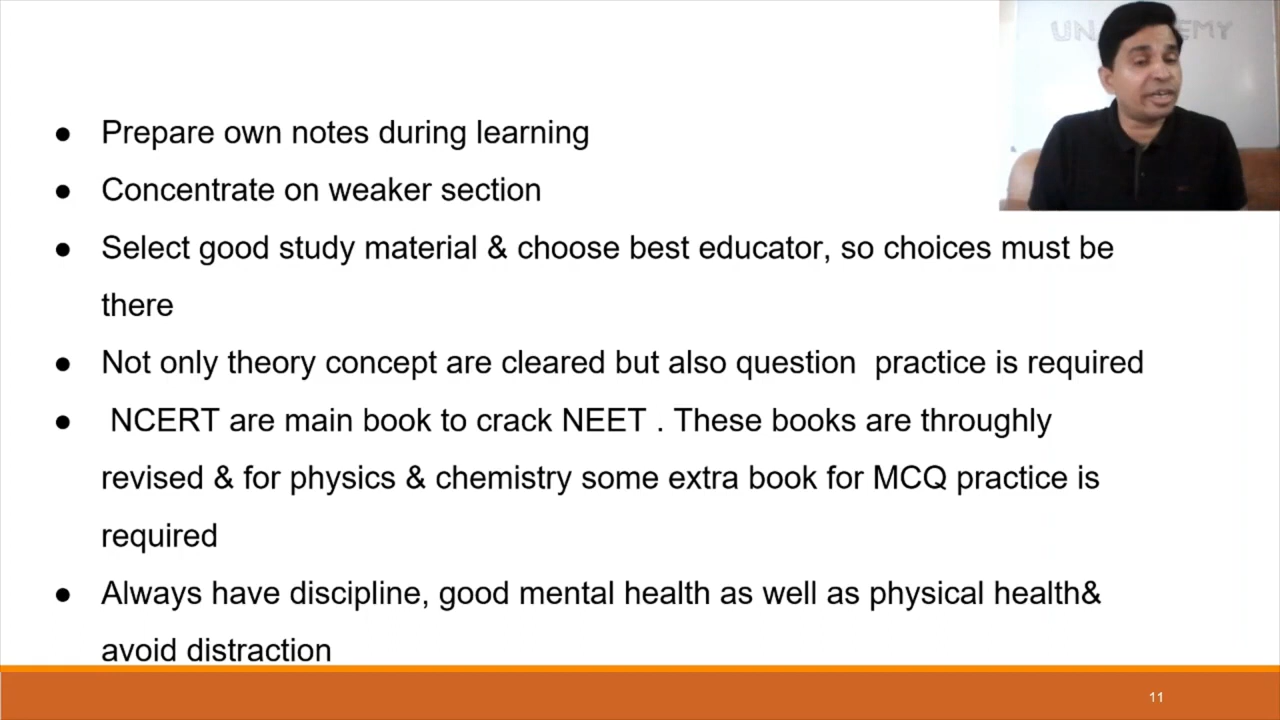 ● Prepare own notes during learning
● Concentrate on weaker section
● Select good study material & choose best educator, so choices must be
there
● Not only theory concept are cleared but also question  practice is required
●  NCERT are main book to crack NEET . These books are throughly
revised & for physics & chemistry some extra book for MCQ practice is
required
● Always have discipline, good mental health as well as physical health&
avoid distraction
11